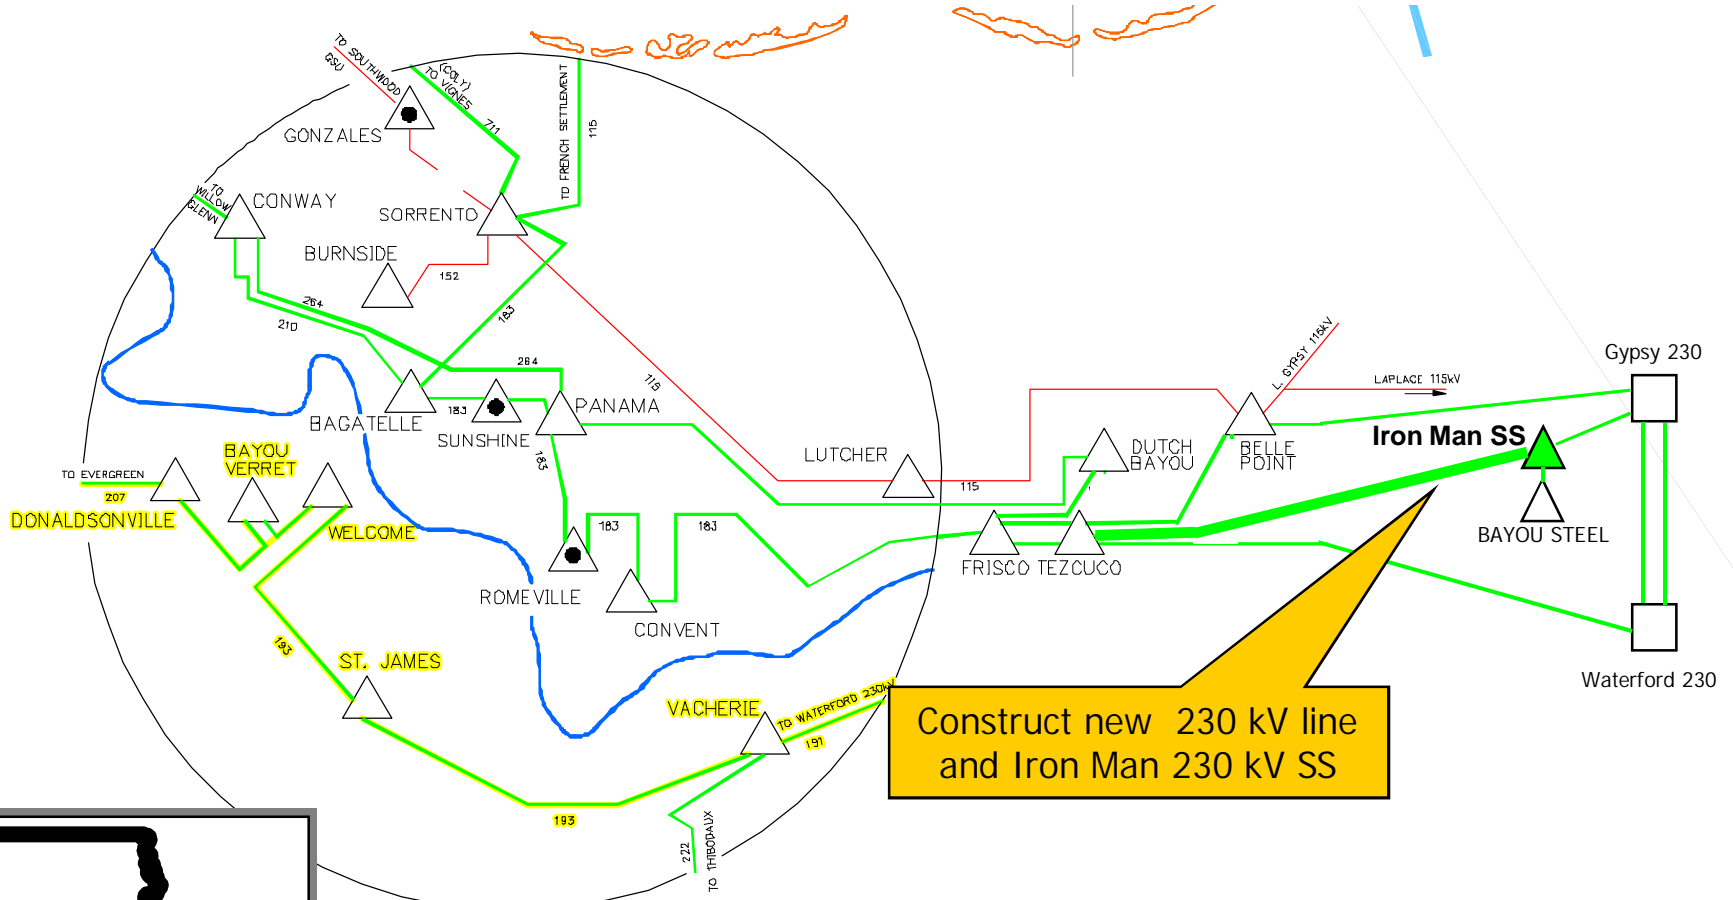 TO SOUTHWOOD
GSU
(COLY)
TO VIGNES
711
TO FRENCH SETTLEMENT
115
GONZALES
TO
WILLOW
GLENN
CONWAY
SORRENTO
BURNSIDE
152
264
210
183
264
115
L. GYPSY 115kV
LAPLACE 115kV
Gypsy 230
BAGATELLE
183
SUNSHINE
PANAMA
183
LUTCHER
115
DUTCH
BAYOU
BELLE
POINT
Iron Man SS
BAYOU STEEL
TO EVERGREEN
207
DONALDSONVILLE
BAYOU
VERRET
WELCOME
183
183
ROMEVILLE
CONVENT
FRISCO
TEZCUCO
193
ST. JAMES
VACHERIE
TO WATERFORD 230kV
191
193
222
TO THIBODAUX
Construct new 230 kV line
and Iron Man 230 kV SS
Waterford 230